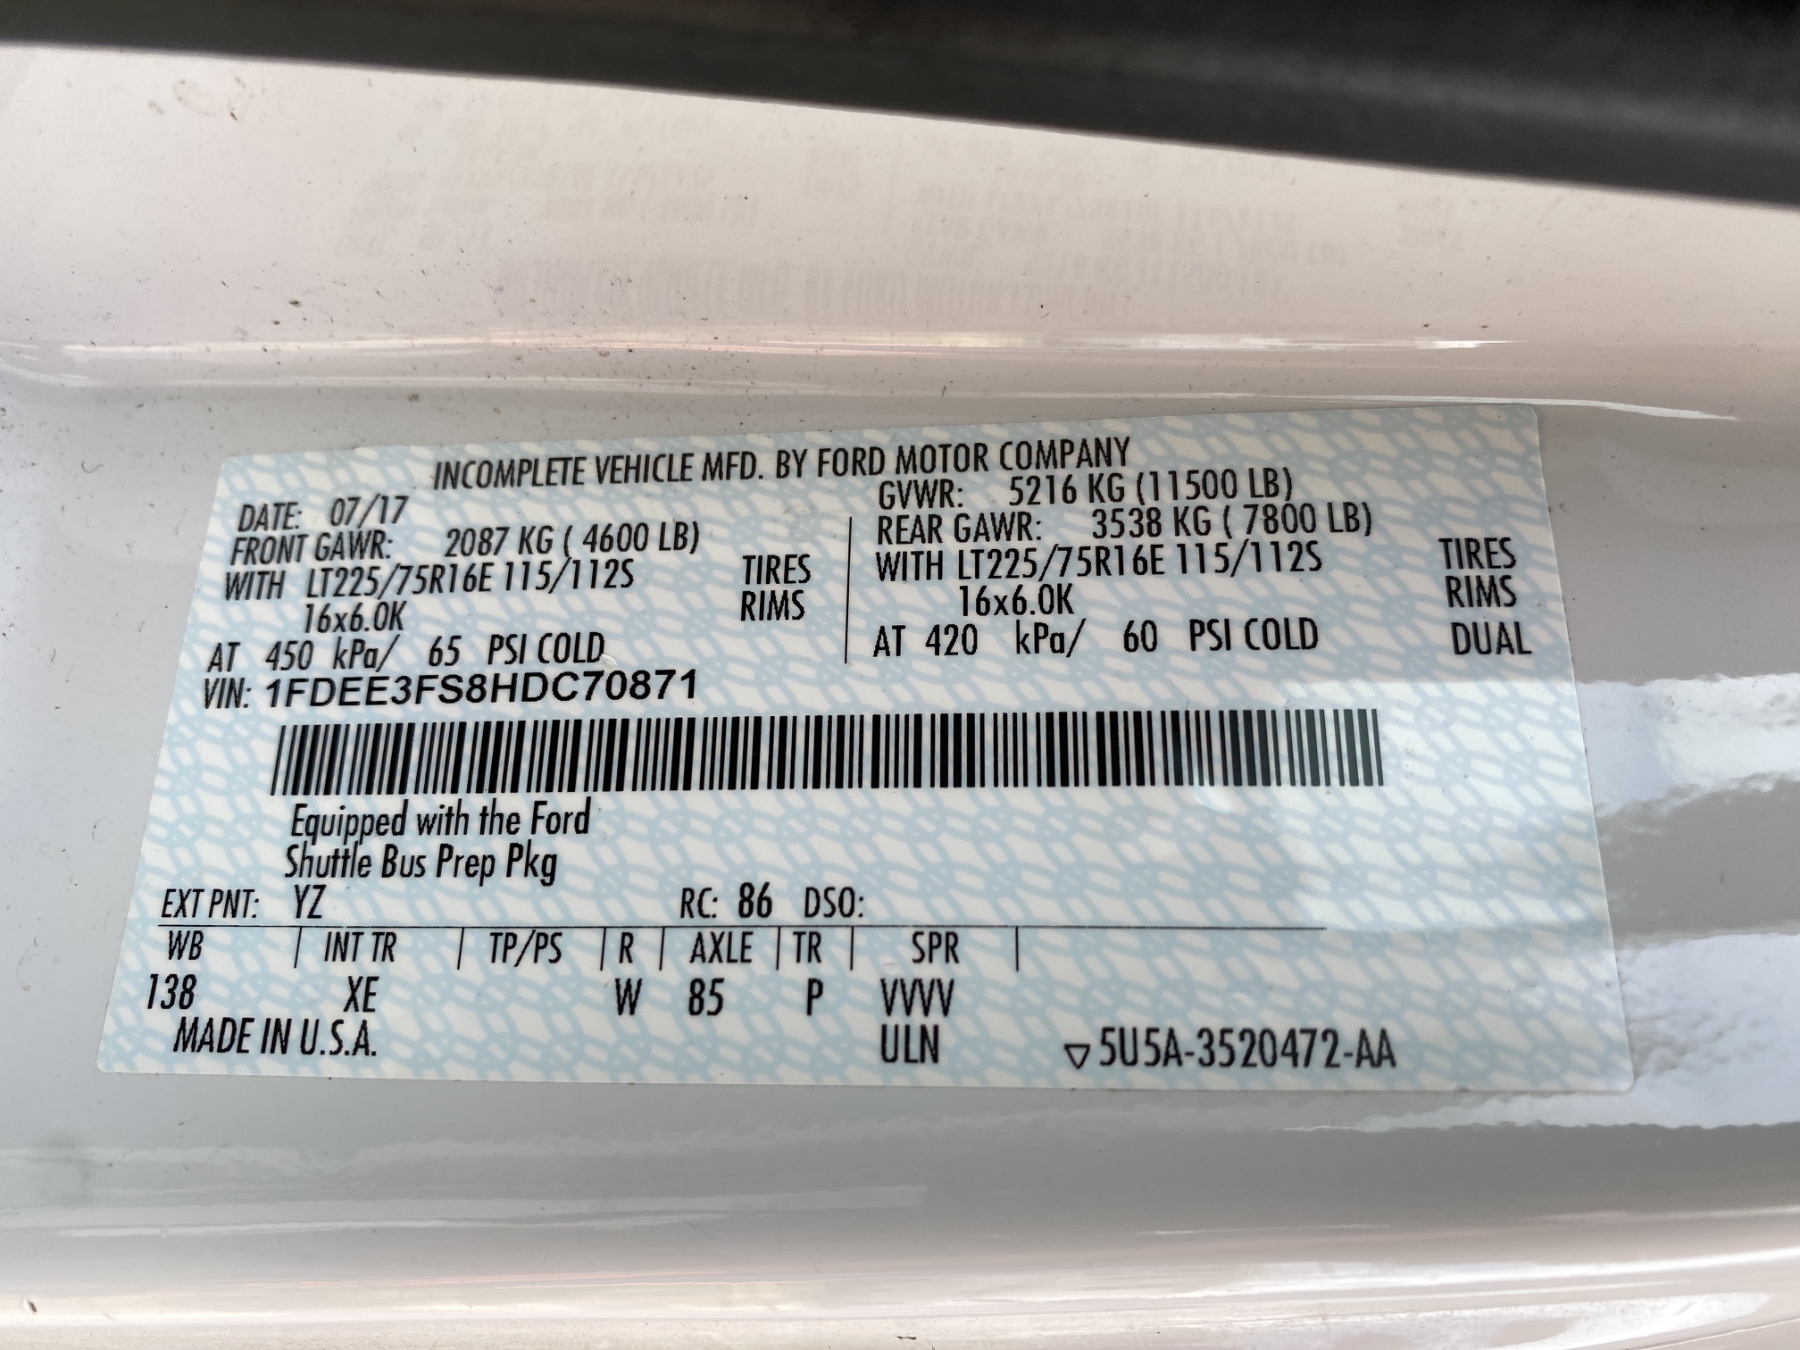 INCOMPLETE VEHICLE MFD. BY FORD MOTOR COMPANY
DATE: 07/17 GVWR: 5216 KG (11500 LB)
FRONT GAWR: 2087 KG ( 4600 LB) REAR GAWR: 3538 KG ( 7800 LB)
WITH LT225/75R16E 115/112S TIRES WITH LT225/75R16E 115/112S TIRES
16x6.0K RIMS 16x6.0K RIMS
AT 450 kPa/ 65 PSI COLD AT 420 kPa/ 60 PSI COLD DUAL
VIN: 1FDEE3FS8HDC70871
Equipped with the Ford
Shuttle Bus Prep Pkg
EXT PNT: YZ RC: 86 DSO:
WB | INT TR | TP/PS | R | AXLE | TR | SPR |
138 XE W 85 P VVVV
MADE IN U.S.A. ULN ▽5U5A-3520472-AA